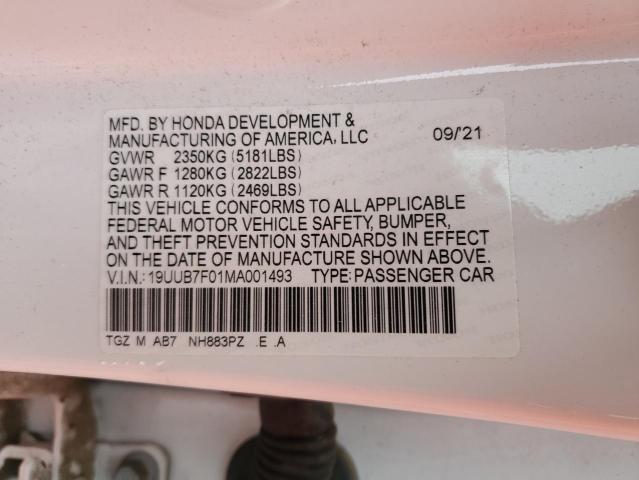 MFD. BY HONDA DEVELOPMENT &
MANUFACTURING OF AMERICA, LLC 09/'21
GVWR 2350KG (5181LBS)
GAWR F 1280KG (2822LBS)
GAWR R 1120KG (2469LBS)
THIS VEHICLE CONFORMS TO ALL APPLICABLE
FEDERAL MOTOR VEHICLE SAFETY, BUMPER,
AND THEFT PREVENTION STANDARDS IN EFFECT
ON THE DATE OF MANUFACTURE SHOWN ABOVE.
V.I.N.:19UUB7F01MA001493 TYPE:PASSENGER CAR
TGZ M AB7 NH883PZ .E .A